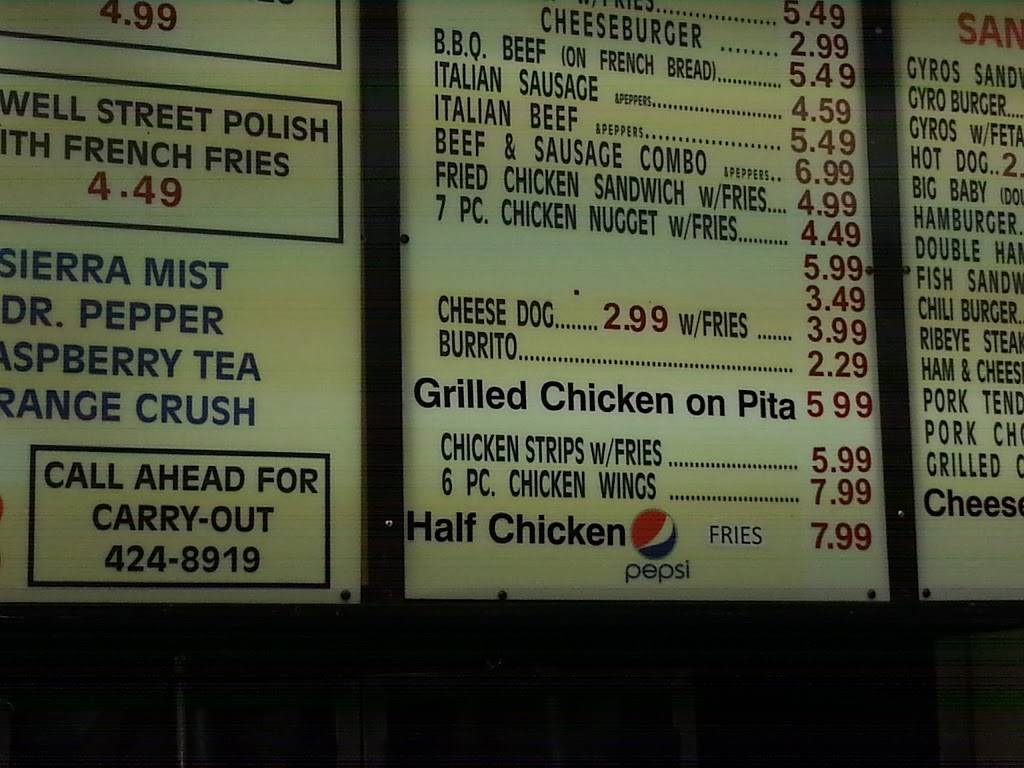 4.99
WELL STREET POLISH
ITH FRENCH FRIES
4.49
SIERRA MIST
DR. PEPPER
ASPBERRY TEA
RANGE CRUSH
CALL AHEAD FOR
CARRY-OUT
424-8919
W/FRIES.............. 5.49
CHEESEBURGER ........ 2.99
B.B.Q. BEEF (ON FRENCH BREAD).......... 5.49
ITALIAN SAUSAGE &PEPPERS.................. 4.59
ITALIAN BEEF &PEPPERS................... 5.49
BEEF & SAUSAGE COMBO &PEPPERS.. 6.99
FRIED CHICKEN SANDWICH W/FRIES.... 4.99
7 PC. CHICKEN NUGGET W/FRIES.......... 4.49
5.99
3.49
CHEESE DOG........ 2.99 W/FRIES ....... 3.99
BURRITO............................................. 2.29
Grilled Chicken on Pita 5 99
CHICKEN STRIPS W/FRIES ...................... 5.99
6 PC. CHICKEN WINGS ...................... 7.99
Half Chicken pepsi FRIES 7.99
SAN
GYROS SANDW
GYRO BURGER....
GYROS W/FETA
HOT DOG..2.
BIG BABY (DOU
HAMBURGER.
DOUBLE HAM
FISH SANDW
CHILI BURGER..
RIBEYE STEAK
HAM & CHEES
PORK TEND
PORK CHO
GRILLED C
Cheese